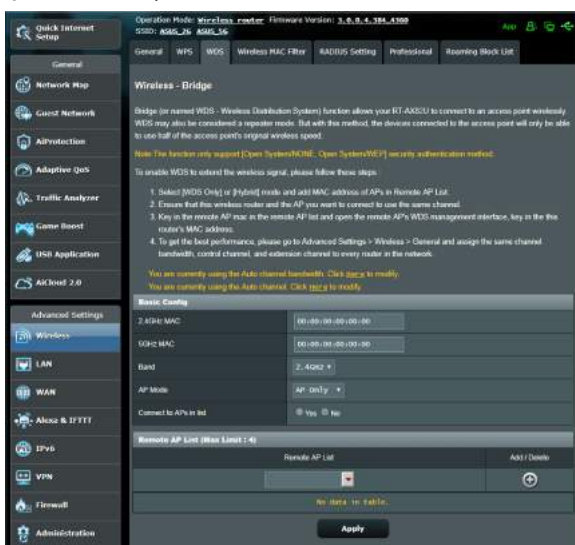 Quick Internet
Setup
General
Network Map
Guest Network
AiProtection
Adaptive QoS
Traffic Analyzer
Game Boost
USB Application
AiCloud 2.0
Advanced Settings
Wireless
LAN
WAN
Alexa & IFTTT
IPv6
VPN
Firewall
Administration
Operation Mode: Wireless router Firmware Version: 3.0.0.4.384_4380
SSID: ASUS_26 ASUS_5G
App
General WPS WDS Wireless MAC Filter RADIUS Setting Professional Roaming Block List
Wireless - Bridge
Bridge (or named WDS - Wireless Distribution System) function allows your RT-AX82U to connect to an access point wirelessly.
WDS may also be considered a repeater mode. But with this method, the devices connected to the access point will only be able
to use half of the access point's original wireless speed.
Note:The function only support [Open System/NONE, Open System/WEP] security authentication method.
To enable WDS to extend the wireless signal, please follow these steps :
1. Select [WDS Only] or [Hybrid] mode and add MAC address of APs in Remote AP List.
2. Ensure that this wireless router and the AP you want to connect to use the same channel.
3. Key in the remote AP mac in the remote AP list and open the remote AP's WDS management interface, key in the this
router's MAC address.
4. To get the best performance, please go to Advanced Settings > Wireless > General and assign the same channel
bandwidth, control channel, and extension channel to every router in the network.
You are currently using the Auto channel bandwidth. Click here to modify.
You are currently using the Auto channel. Click here to modify.
Basic Config
2.4GHz MAC 00:00:00:00:00:00
5GHz MAC 00:00:00:00:00:00
Band 2.4GHz
AP Mode AP Only
Connect to APs in list Yes No
Remote AP List (Max Limit : 4)
Remote AP List Add / Delete
No data in table.
Apply